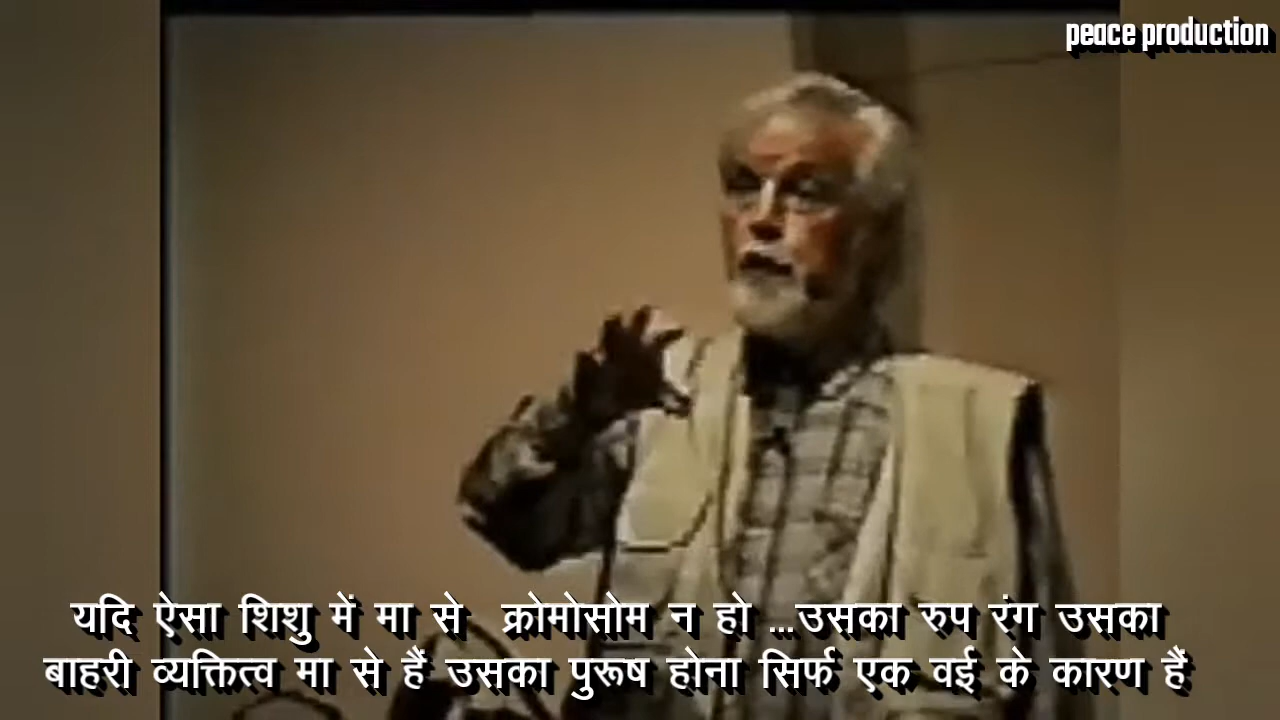 peace production
यदि ऐसा शिशु में मा से क्रोमोसोम न हो ...उसका रुप रंग उसका
बाहरी व्यक्तित्व मा से हैं उसका पुरूष होना सिर्फ एक वई के कारण हैं